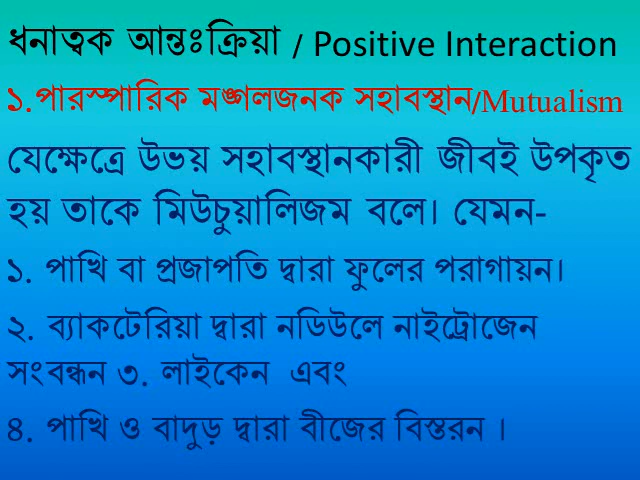 ধনাত্বক আন্তঃক্রিয়া / Positive Interaction
১.পারস্পারিক মঙ্গলজনক সহাবস্থান/Mutualism
যেক্ষেত্রে উভয় সহাবস্থানকারী জীবই উপকৃত
হয় তাকে মিউচুয়ালিজম বলে। যেমন-
১. পাখি বা প্রজাপতি দ্বারা ফুলের পরাগায়ন।
২. ব্যাকটেরিয়া দ্বারা নডিউলে নাইট্রোজেন
সংবন্ধন ৩. লাইকেন এবং
৪. পাখি ও বাদুড় দ্বারা বীজের বিস্তরন ।